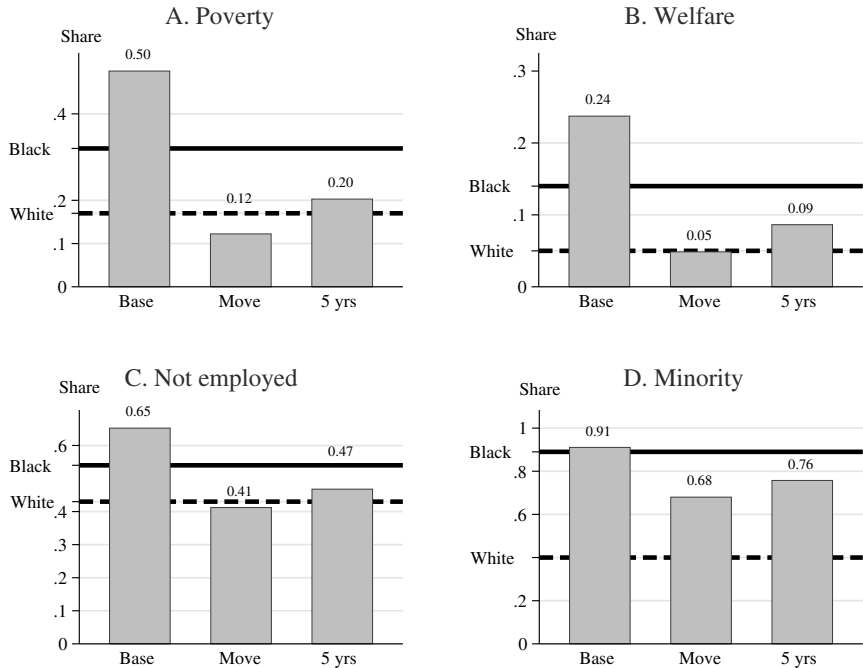 A. Poverty
Share
0.50
.4
Black
.2
0.12
0.20
White
.1
0
Base Move 5 yrs
B. Welfare
Share
.3
0.24
.2
Black
.1
0.05
0.09
White
0
Base Move 5 yrs
C. Not employed
Share
0.65
.6
0.47
Black
0.41
White
.4
.3
.2
.1
0
Base Move 5 yrs
D. Minority
Share
1
0.91
Black
.8
0.68
0.76
.6
White
.2
0
Base Move 5 yrs